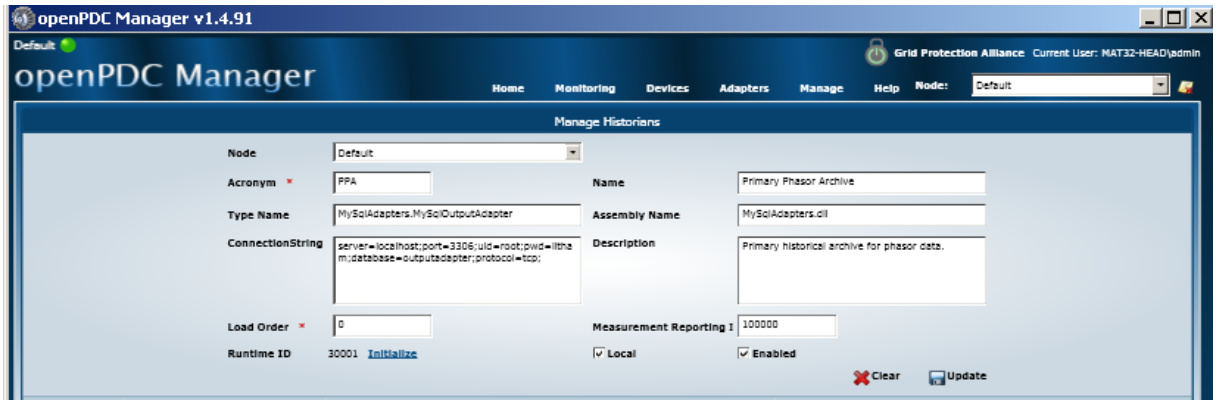 openPDC Manager v1.4.91
Default
Grid Protection Alliance Current User: MAT32-HEAD\admin
openPDC Manager
Home Monitoring Devices Adapters Manage Help Node: Default
Manage Historians
Node Default
Acronym * PPA Name Primary Phasor Archive
Type Name MySqlAdapters.MySqlOutputAdapter Assembly Name MySqlAdapters.dll
ConnectionString server=localhost;port=3306;uid=root;pwd=litha Description Primary historical archive for phasor data.
m;database=outputadapter;protocol=tcp;
Load Order * 0 Measurement Reporting I 100000
Runtime ID 30001 Initialize Local Enabled
Clear Update